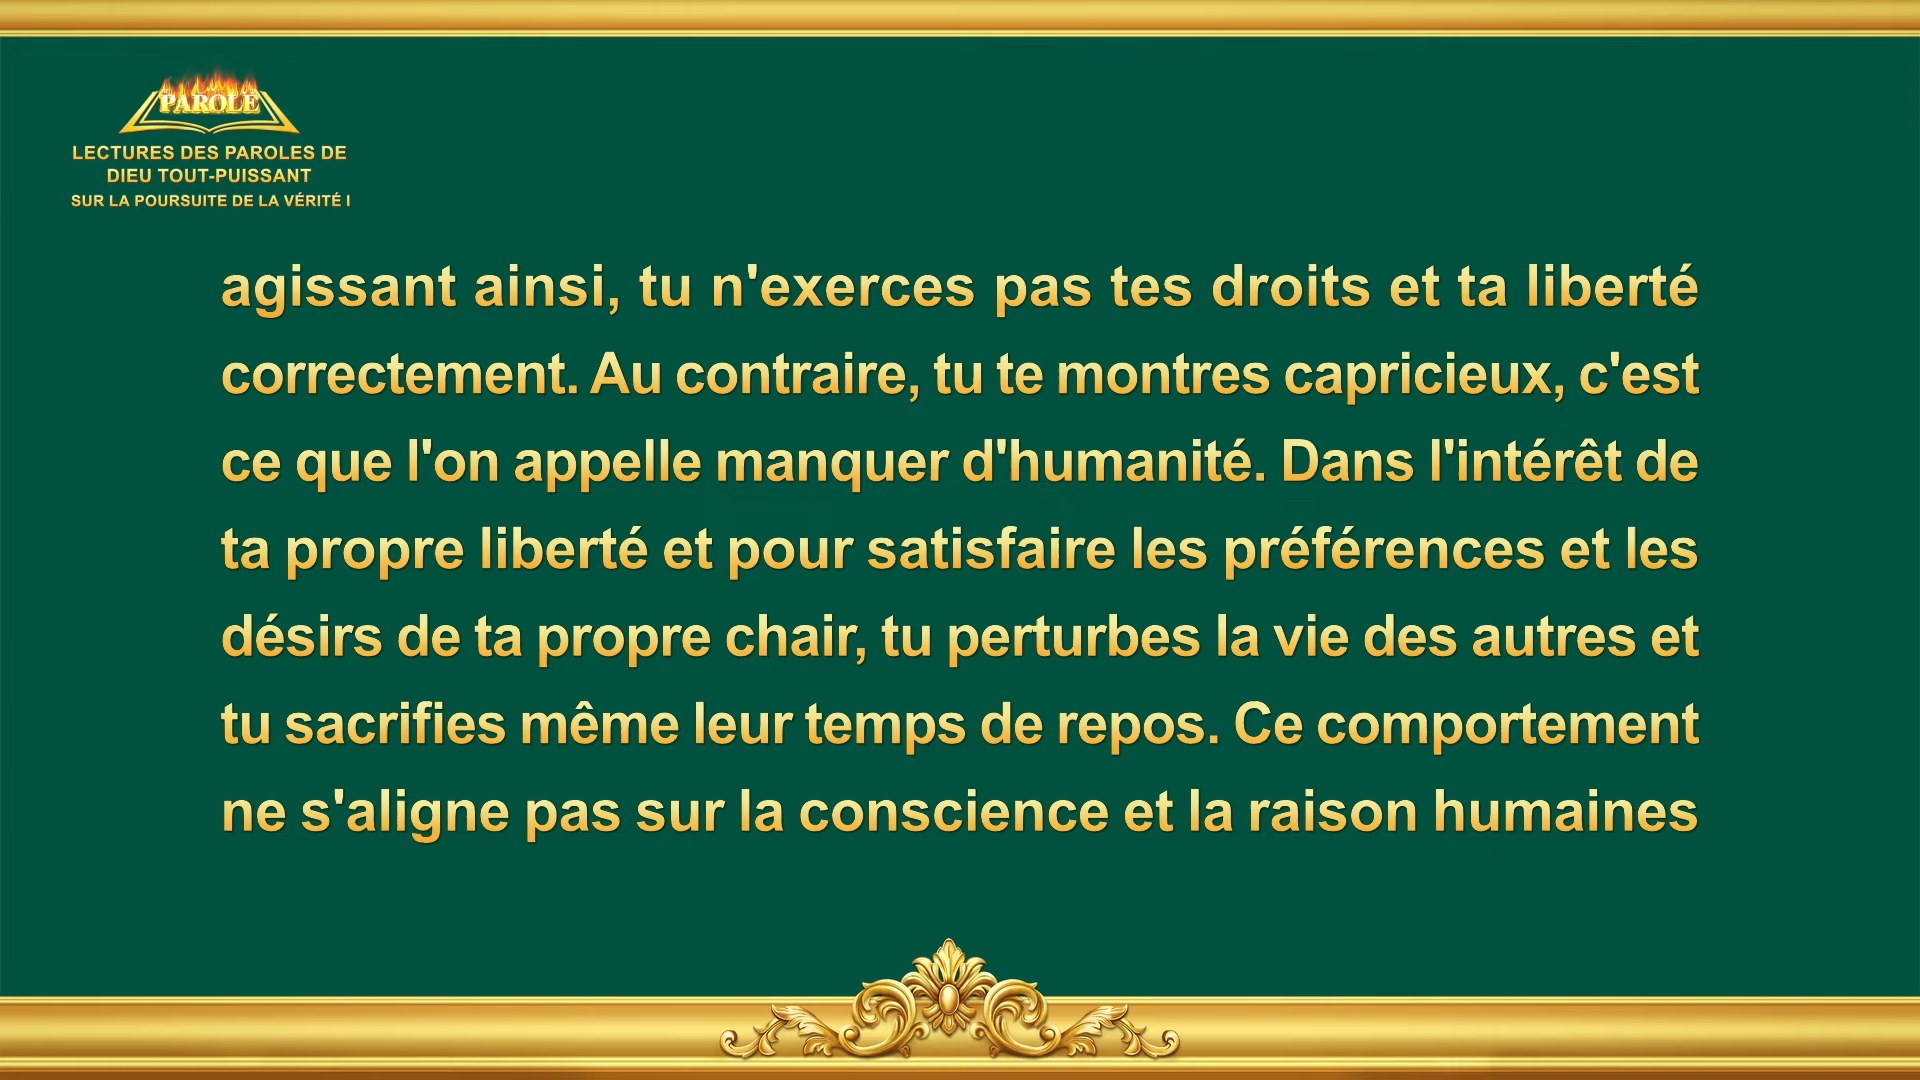 PAROLE
LECTURES DES PAROLES DE
DIEU TOUT-PUISSANT
SUR LA POURSUITE DE LA VÉRITÉ I
agissant ainsi, tu n'exerces pas tes droits et ta liberté
correctement. Au contraire, tu te montres capricieux, c'est
ce que l'on appelle manquer d'humanité. Dans l'intérêt de
ta propre liberté et pour satisfaire les préférences et les
désirs de ta propre chair, tu perturbes la vie des autres et
tu sacrifies même leur temps de repos. Ce comportement
ne s'aligne pas sur la conscience et la raison humaines